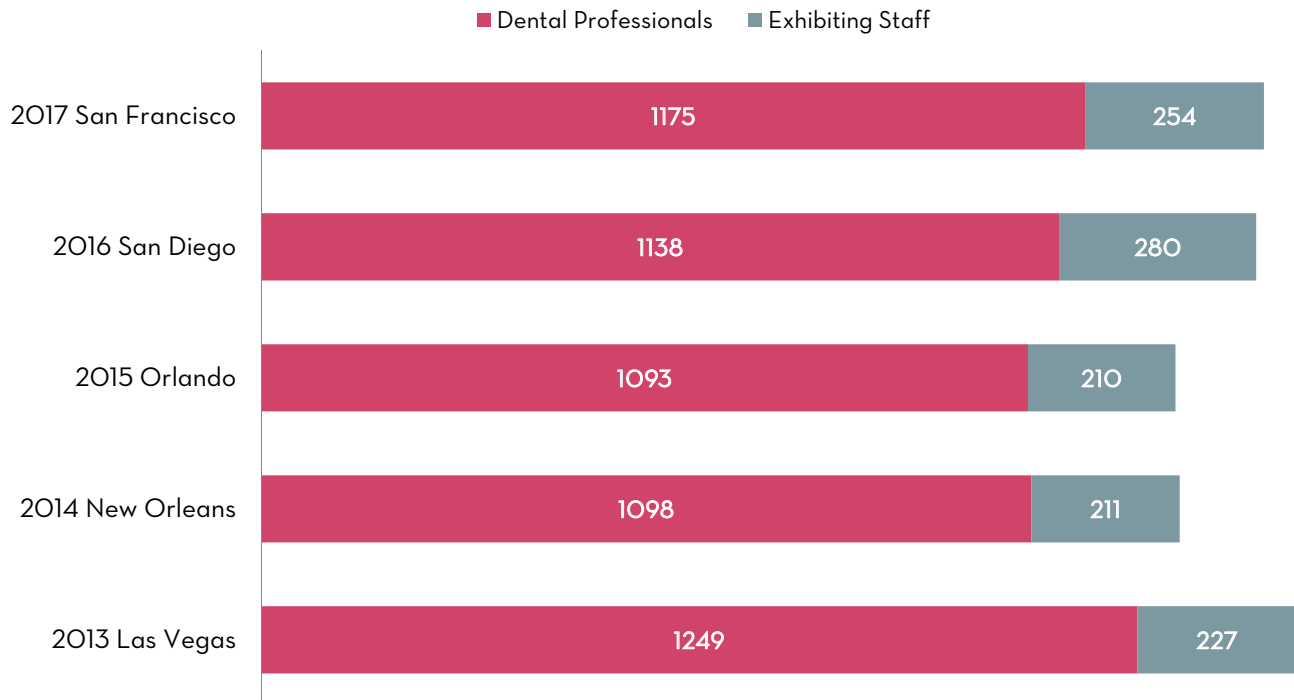 Dental Professionals Exhibiting Staff
2017 San Francisco 1175 254
2016 San Diego 1138 280
2015 Orlando 1093 210
2014 New Orleans 1098 211
2013 Las Vegas 1249 227